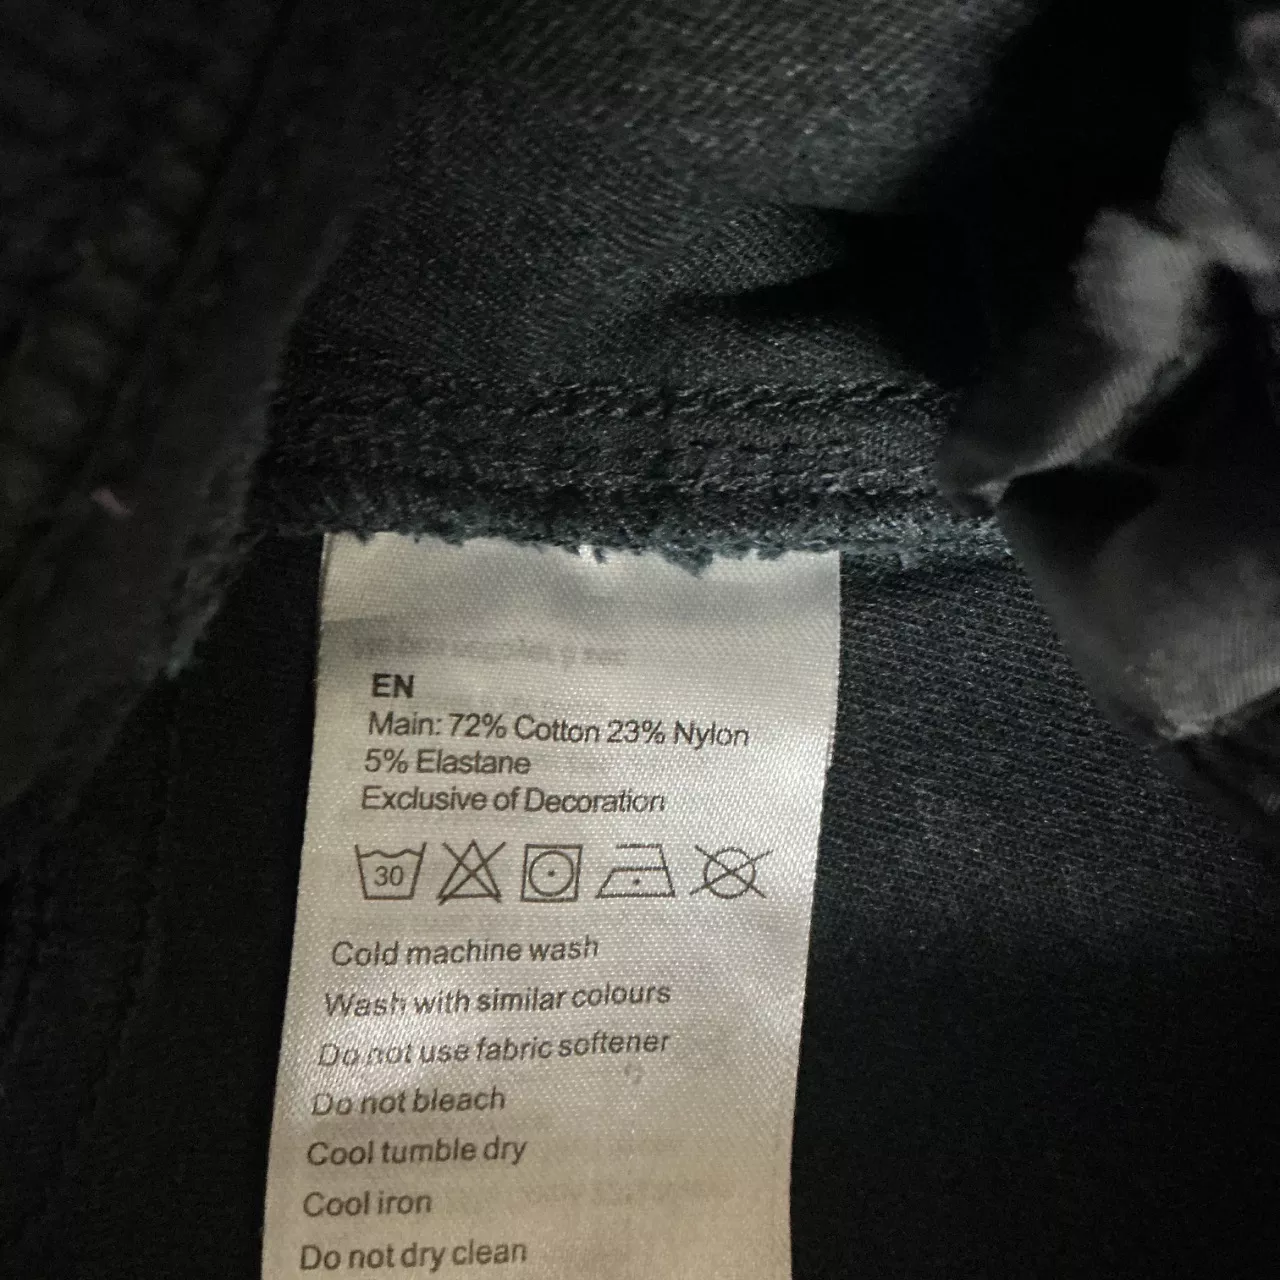 EN
Main: 72% Cotton 23% Nylon
5% Elastane
Exclusive of Decoration
30
Cold machine wash
Wash with similar colours
Do not use fabric softener
Do not bleach
Cool tumble dry
Cool iron
Do not dry clean